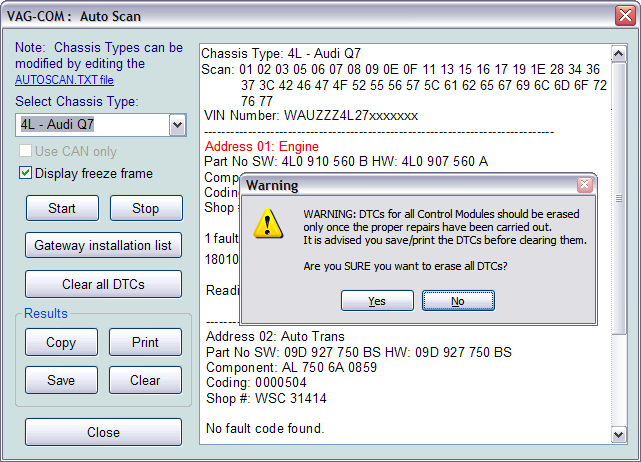 VAG-COM : Auto Scan
Note: Chassis Types can be
modified by editing the
AUTOSCAN.TXT file
Select Chassis Type:
4L - Audi Q7
Use CAN only
Display freeze frame
Start
Stop
Gateway installation list
Clear all DTCs
Results
Copy
Print
Save
Clear
Close
Chassis Type: 4L - Audi Q7
Scan: 01 02 03 05 06 07 08 09 0E 0F 11 13 15 16 17 19 1E 28 34 36
37 3C 42 46 47 4F 52 55 56 57 5C 61 62 65 67 69 6C 6D 6F 72
76 77
VIN Number: WAUZZZ4L27xxxxxxx
Address 01: Engine
Part No SW: 4L0 910 560 B HW: 4L0 907 560 A
Comp
Codin
Shop #
1 fault
18010
Readi
Warning
WARNING: DTCs for all Control Modules should be erased
only once the proper repairs have been carried out.
It is advised you save/print the DTCs before clearing them.
Are you SURE you want to erase all DTCs?
Yes
No
Address 02: Auto Trans
Part No SW: 09D 927 750 BS HW: 09D 927 750 BS
Component: AL 750 6A 0859
Coding: 0000504
Shop #: WSC 31414
No fault code found.